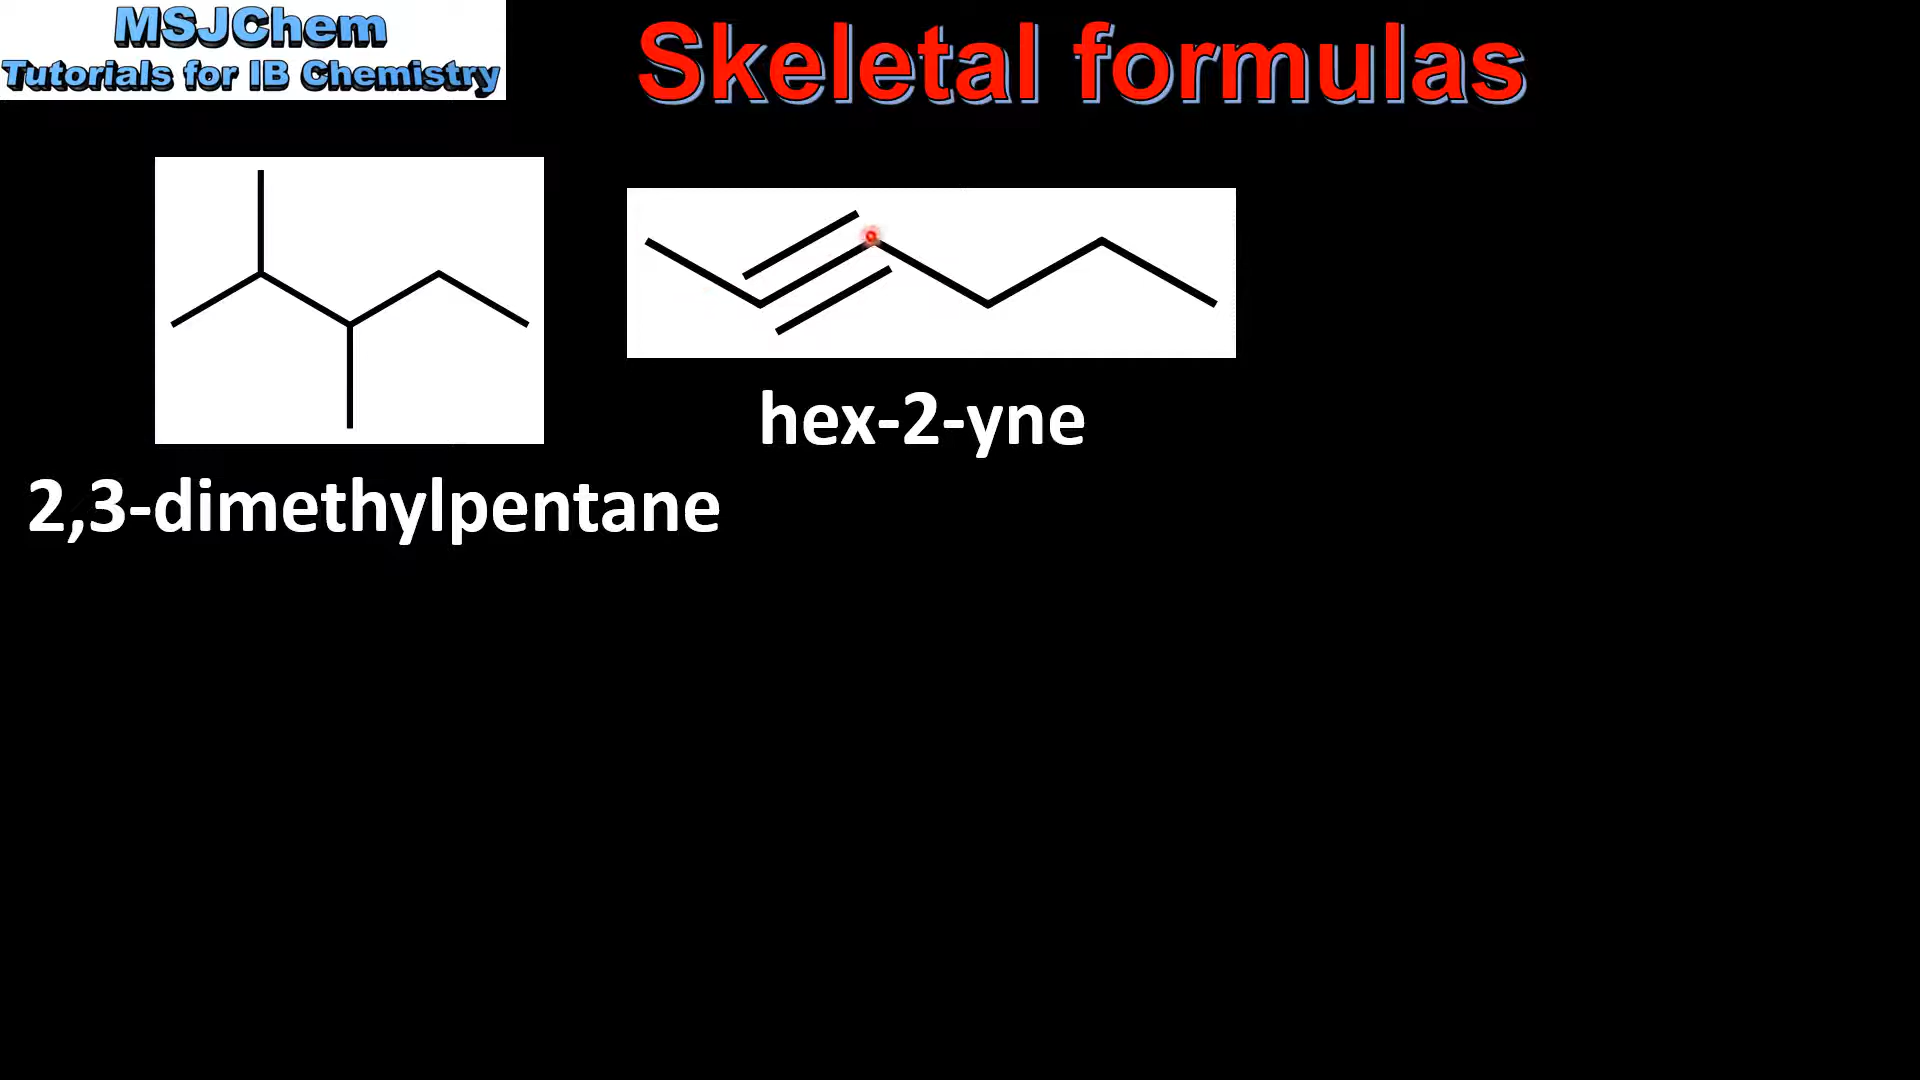 MSJChem
Tutorials for IB Chemistry
Skeletal formulas
hex-2-yne
2,3-dimethylpentane